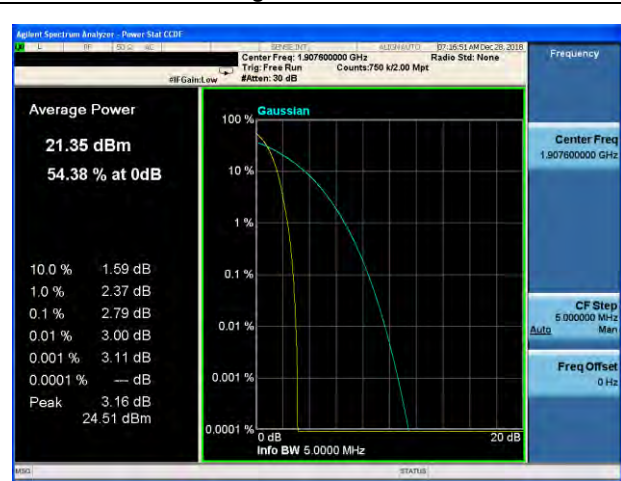 Agilent Spectrum Analyzer - Power Stat CCDF
L RF 50 Ω AC SENSE:INT ALIGN AUTO 07:16:51 AM Dec 28, 2018
Center Freq: 1.907600000 GHz Radio Std: None
Trig: Free Run Counts:750 k/2.00 Mpt
#IFGain:Low #Atten: 30 dB
Frequency
Average Power
21.35 dBm
54.38 % at 0dB
10.0 % 1.59 dB
1.0 % 2.37 dB
0.1 % 2.79 dB
0.01 % 3.00 dB
0.001 % 3.11 dB
0.0001 % --- dB
Peak 3.16 dB
24.51 dBm
Gaussian
100 %
10 %
1 %
0.1 %
0.01 %
0.001 %
0.0001 %
0 dB 20 dB
Info BW 5.0000 MHz
Center Freq
1.907600000 GHz
CF Step
5.000000 MHz
Auto Man
Freq Offset
0 Hz
MSG STATUS